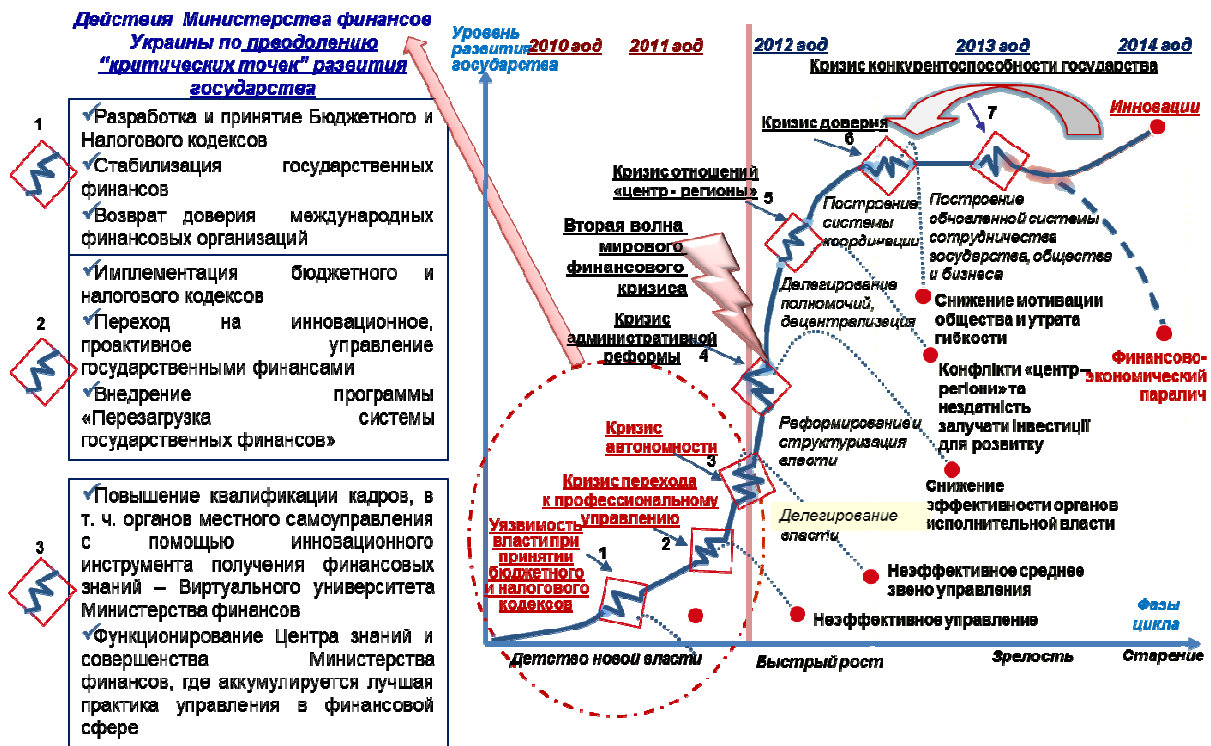 Действия Министерства финансов
Украины по преодолению
“критических точек” развития
государства
1
Разработка и принятие Бюджетного и
Налогового кодексов
Стабилизация государственных
финансов
Возврат доверия международных
финансовых организаций
2
Имплементация бюджетного и
налогового кодексов
Переход на инновационное,
проактивное управление
государственными финансами
Внедрение программы
«Перезагрузка системы
государственных финансов»
3
Повышение квалификации кадров, в
т. ч. органов местного самоуправления
с помощью инновационного
инструмента получения финансовых
знаний – Виртуального университета
Министерства финансов
Функционирование Центра знаний и
совершенства Министерства
финансов, где аккумулируется лучшая
практика управления в финансовой
сфере
Уровень
развития
государства
2010 год
2011 год
2012 год
2013 год
2014 год
Кризис конкурентоспособности государства
7
Инновации
Кризис доверия
6
Кризис отношений
«центр - регионы»
5
Вторая волна
мирового
финансового
кризиса
Кризис
административной
реформы
4
Кризис
автономности
3
Кризис перехода
к профессиональному
управлению
2
Уязвимость
власти при
принятии
бюджетного
и налогового
кодексов
1
Построение
системы
координации
Построение
обновленной системы
сотрудничества
государства, общества
и бизнеса
Делегирование
полномочий,
децентрализация
Снижение мотивации
общества и утрата
гибкости
Финансово-
экономический
паралич
Конфлікти «центр–
регіони» та
нездатність
залучати інвестиції
для розвитку
Реформирование и
структуризация
власти
Снижение
эффективности органов
исполнительной власти
Делегирование
власти
Неэффективное среднее
звено управления
Неэффективное управление
Фазы
цикла
Детство новой власти
Быстрый рост
Зрелость
Старение